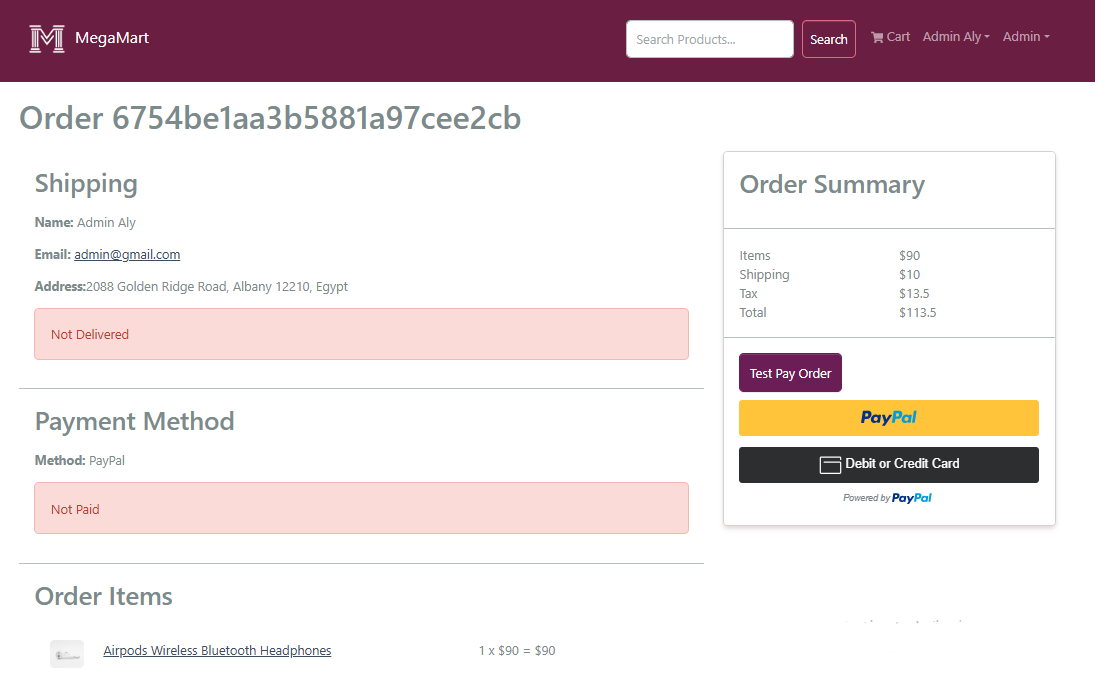 MegaMart
Search Products...
Search
Cart
Admin Aly
Admin
Order 6754be1aa3b5881a97cee2cb
Shipping
Name: Admin Aly
Email: admin@gmail.com
Address:2088 Golden Ridge Road, Albany 12210, Egypt
Not Delivered
Payment Method
Method: PayPal
Not Paid
Order Items
Airpods Wireless Bluetooth Headphones
1 x $90 = $90
Order Summary
Items $90
Shipping $10
Tax $13.5
Total $113.5
Test Pay Order
PayPal
Debit or Credit Card
Powered by PayPal